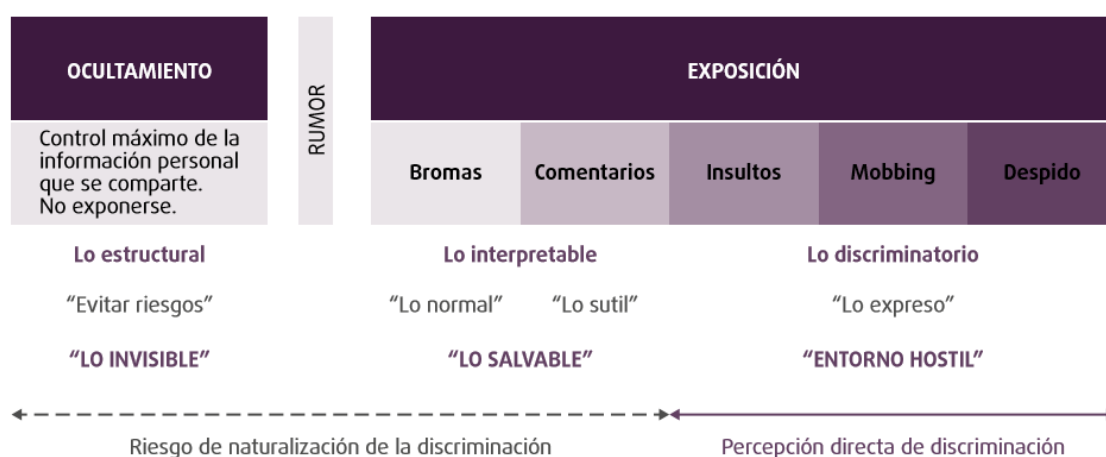 OCULTAMIENTO
Control máximo de la
información personal
que se comparte.
No exponerse.
RUMOR
EXPOSICIÓN
Bromas
Comentarios
Insultos
Mobbing
Despido
Lo estructural
Lo interpretable
Lo discriminatorio
“Evitar riesgos”
“Lo normal”
“Lo sutil”
“Lo expreso”
“LO INVISIBLE”
“LO SALVABLE”
“ENTORNO HOSTIL”
Riesgo de naturalización de la discriminación
Percepción directa de discriminación